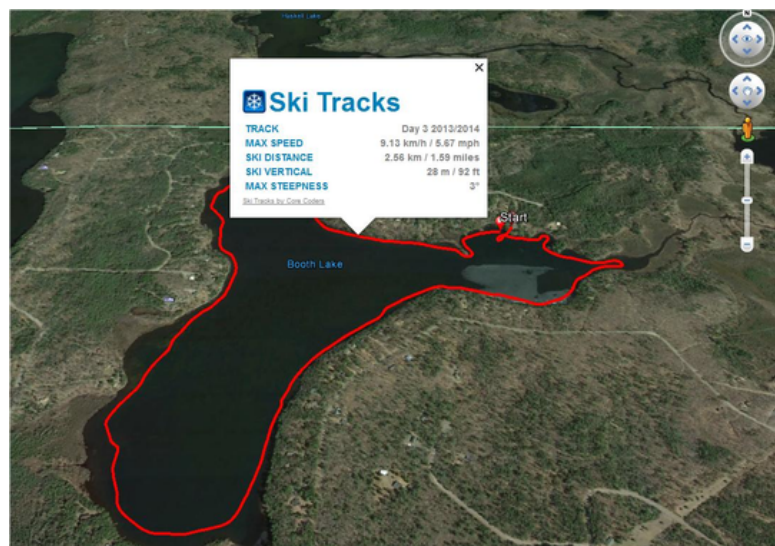 Hasket Lake
N
Ski Tracks
TRACK Day 3 2013/2014
MAX SPEED 9.13 km/h / 5.67 mph
SKI DISTANCE 2.56 km / 1.59 miles
SKI VERTICAL 28 m / 92 ft
MAX STEEPNESS 3°
Ski Tracks by Core Coders
Start
Booth Lake